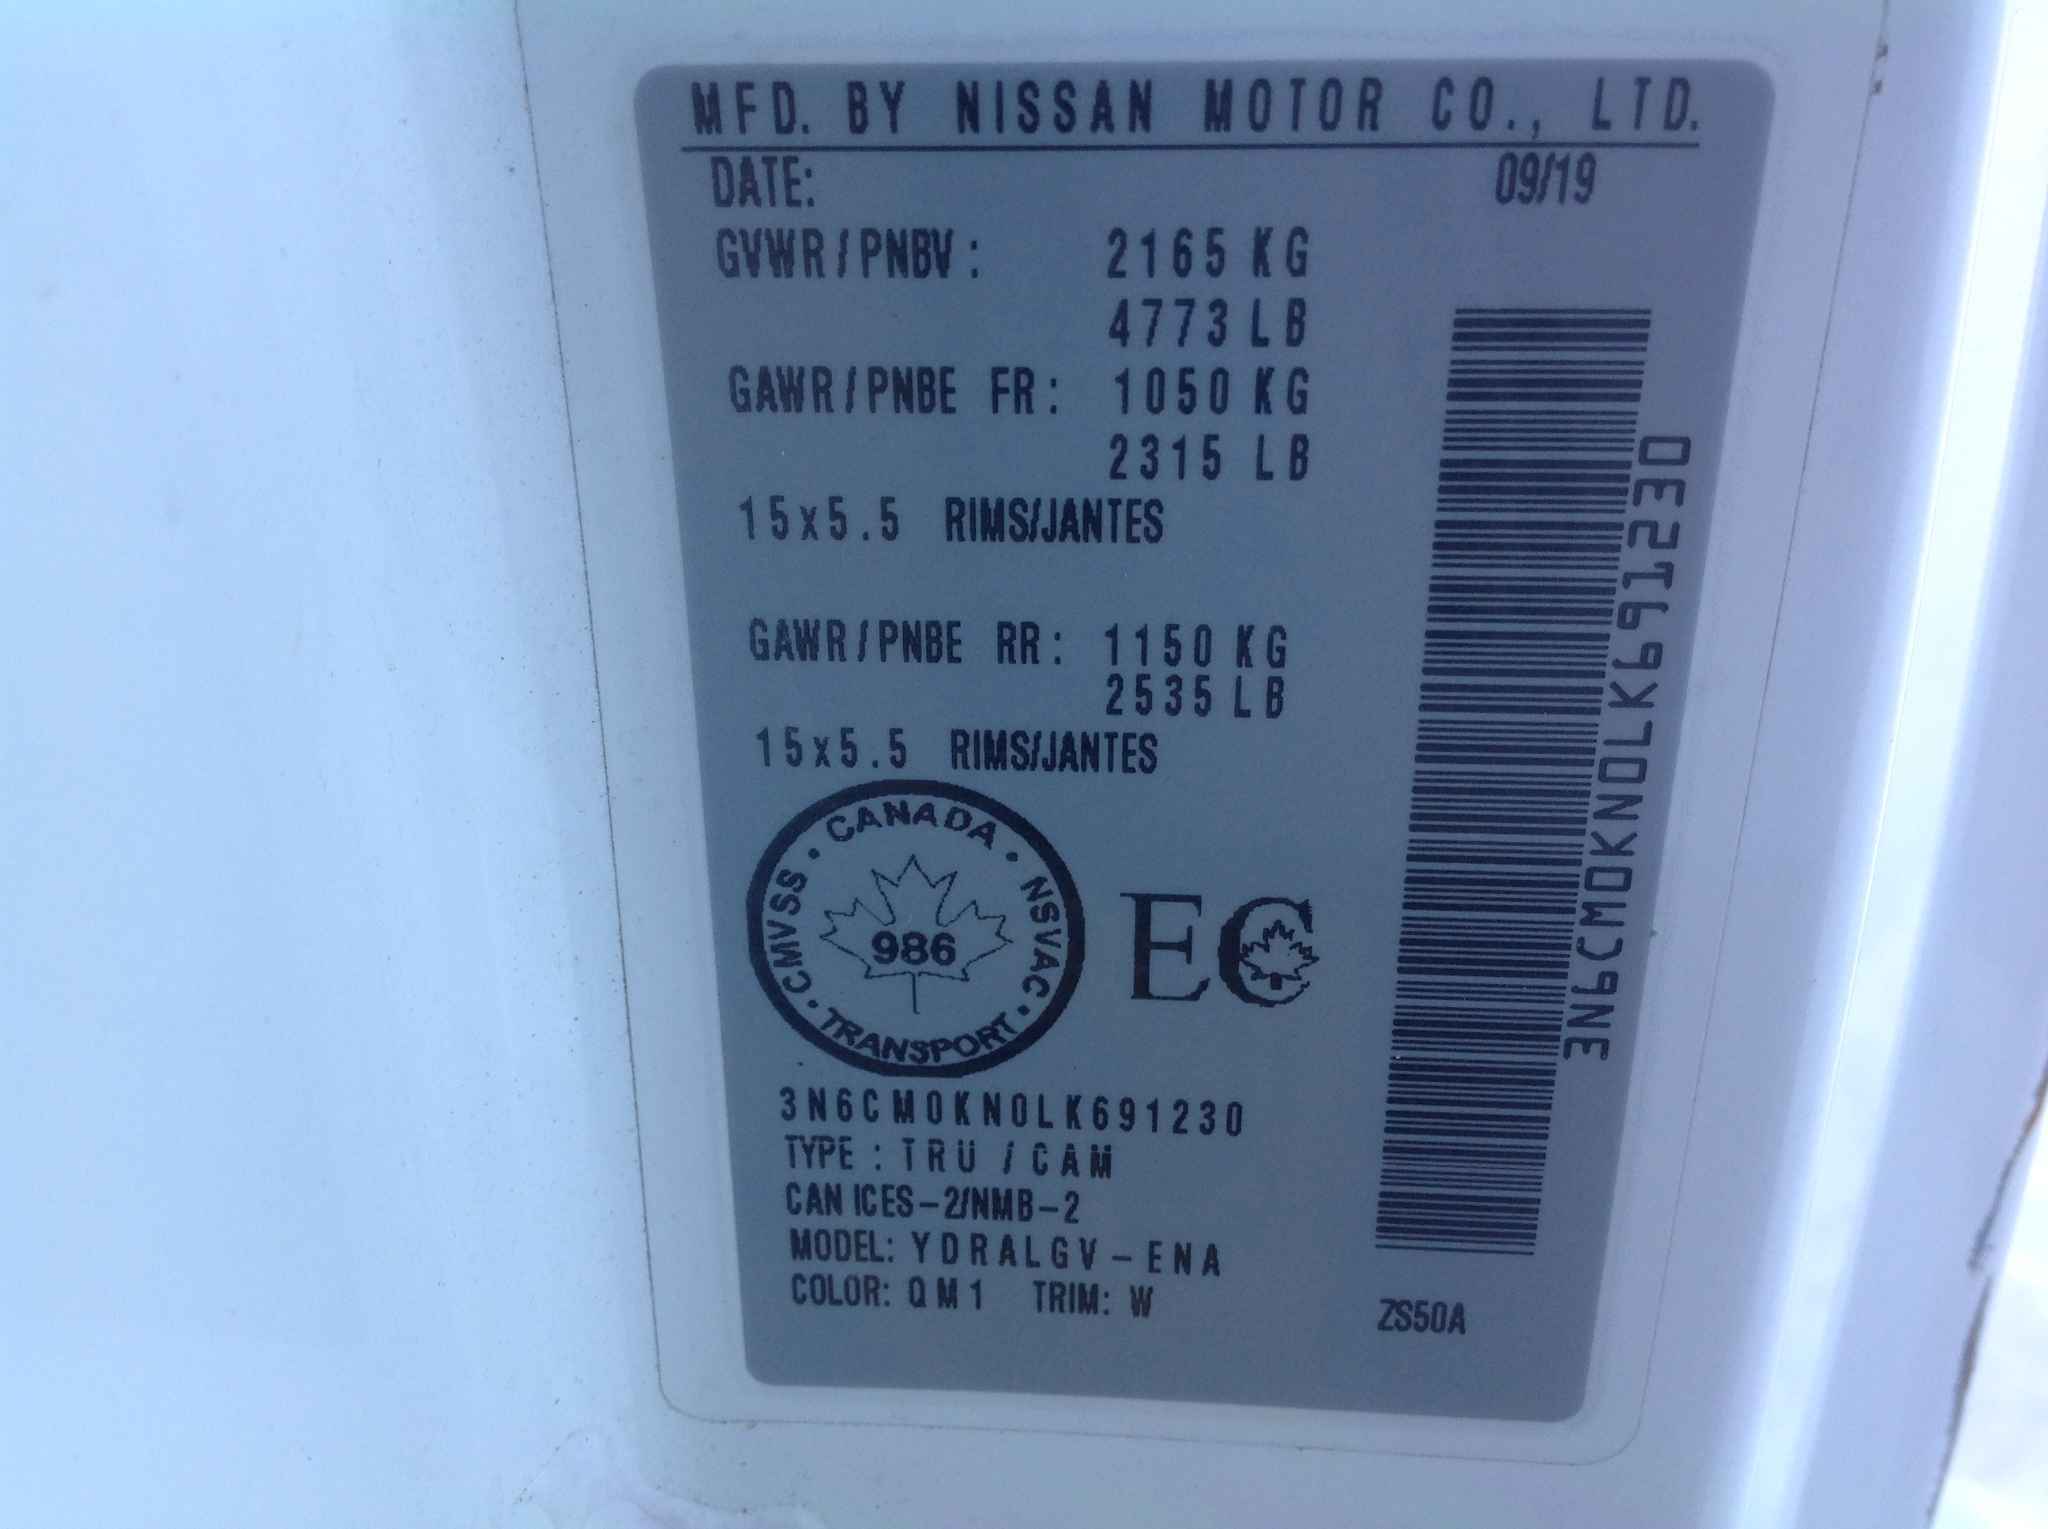 MFD. BY NISSAN MOTOR CO., LTD.
DATE: 09/19
GVWR/PNBV: 2165 KG
4773 LB
GAWR/PNBE FR: 1050 KG
2315 LB
15x5.5 RIMS/JANTES
GAWR/PNBE RR: 1150 KG
2535 LB
15x5.5 RIMS/JANTES
CANADA · NSVAC · TRANSPORT · CMVSS ·
986
EC
3N6CM0KN0LK691230
TYPE: TRU / CAM
CAN ICES-2/NMB-2
MODEL: YDRALGV-ENA
COLOR: QM1 TRIM: W
ZS50A
3N6CM0KN0LK691230